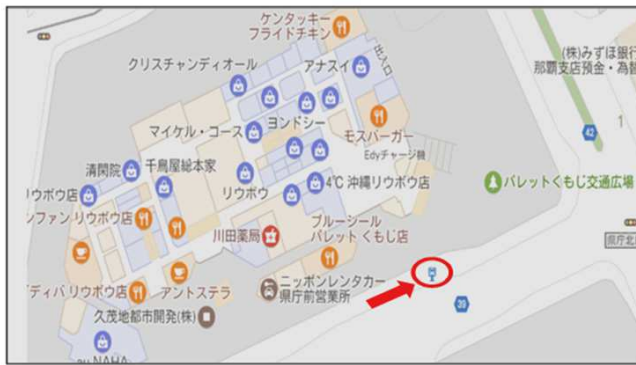 ケンタッキー
フライドチキン
(株)みずほ銀行
那覇支店預金・為替
クリスチャンディオール
アナスイ
出入口
マイケル・コース
ヨンドシー
モスバーガー
Edyチャージ機
42
1
清閑院
千鳥屋総本家
リウボウ
4℃ 沖縄リウボウ店
パレットくもじ交通広場
リウボウ店
ンファン リウボウ店
川田薬局
ブルーシール
パレット くもじ店
県庁北
ディバ リウボウ店
アントステラ
ニッポンレンタカー
県庁前営業所
39
久茂地都市開発(株)
au NAHA